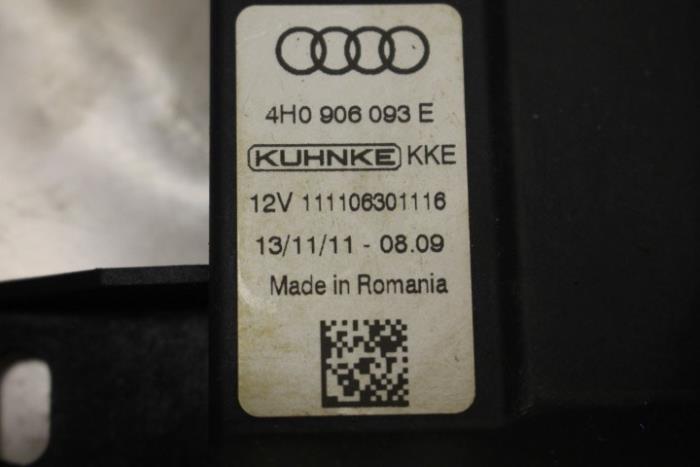 4H0 906 093 E
KUHNKE KKE
12V 111106301116
13/11/11 - 08.09
Made in Romania